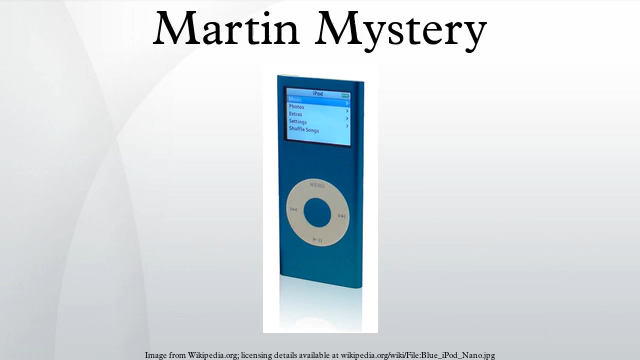 Martin Mystery
iPod
Music
Photos
Extras
Settings
Shuffle Songs
MENU
Image from Wikipedia.org; licensing details available at wikipedia.org/wiki/File:Blue_iPod_Nano.jpg